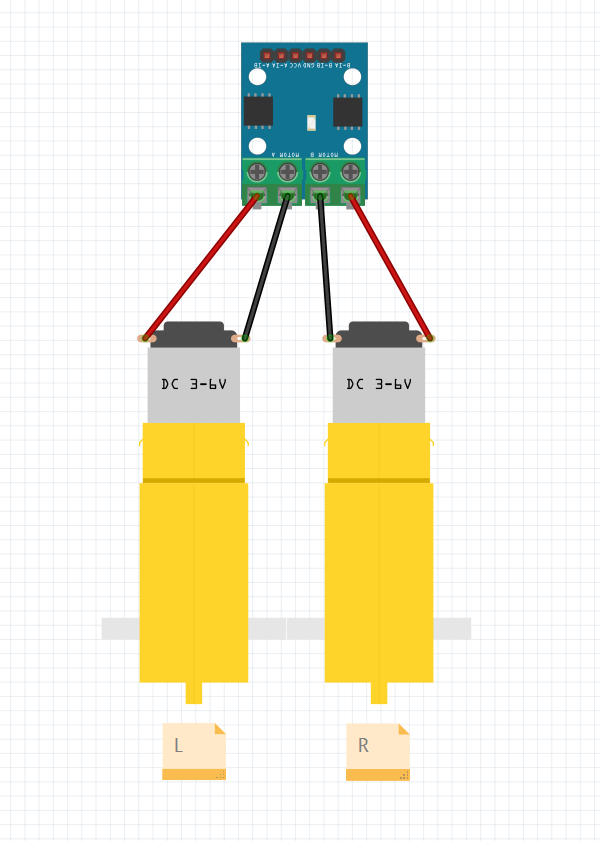 B-IA B-IB GND VCC A-IA A-IB
MOTOR A
MOTOR B
DC 3-6V
DC 3-6V
L
R